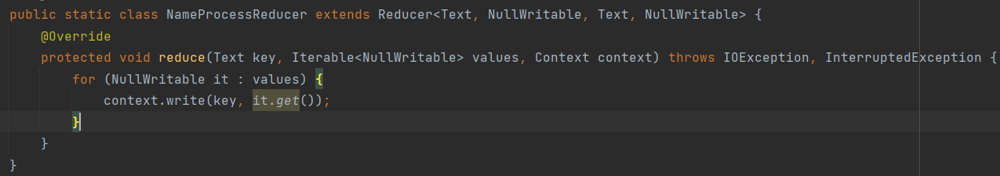 public static class NameProcessReducer extends Reducer<Text, NullWritable, Text, NullWritable> {
    @Override
    protected void reduce(Text key, Iterable<NullWritable> values, Context context) throws IOException, InterruptedException {
        for (NullWritable it : values) {
            context.write(key, it.get());
        }
    }
}